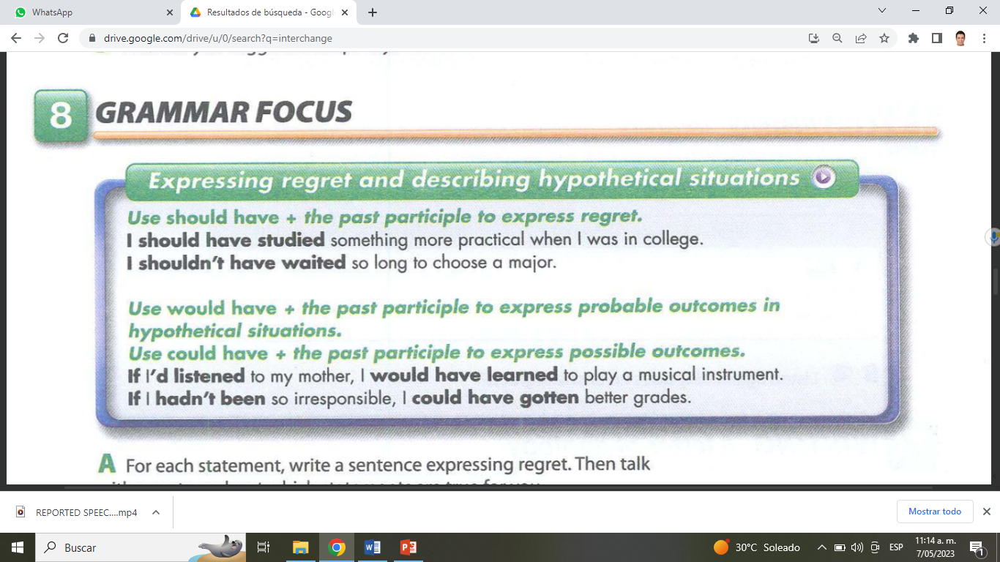 WhatsApp
Resultados de búsqueda - Googl
drive.google.com/drive/u/0/search?q=interchange
8 GRAMMAR FOCUS
Expressing regret and describing hypothetical situations
Use should have + the past participle to express regret.
I should have studied something more practical when I was in college.
I shouldn't have waited so long to choose a major.
Use would have + the past participle to express probable outcomes in
hypothetical situations.
Use could have + the past participle to express possible outcomes.
If I'd listened to my mother, I would have learned to play a musical instrument.
If I hadn't been so irresponsible, I could have gotten better grades.
A For each statement, write a sentence expressing regret. Then talk
REPORTED SPEEC....mp4
Mostrar todo
Buscar
30°C Soleado
ESP
11:14 a. m.
7/05/2023
1